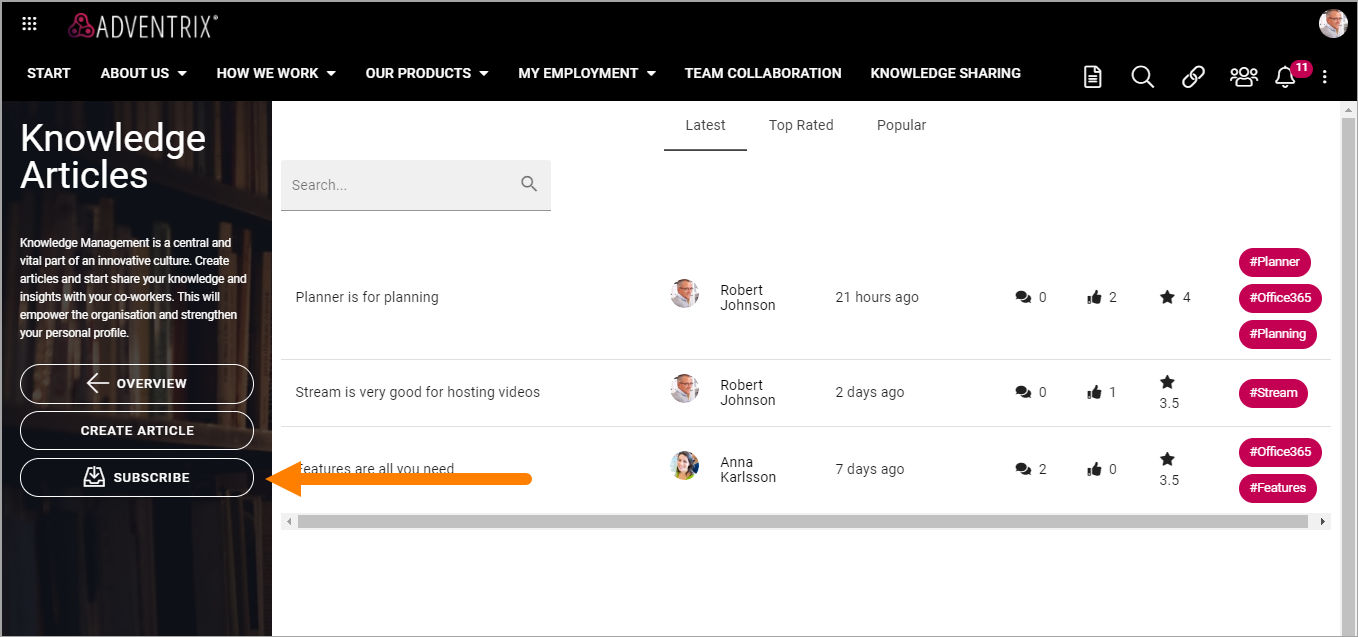 ADVENTRIX®
START ABOUT US HOW WE WORK OUR PRODUCTS MY EMPLOYMENT TEAM COLLABORATION KNOWLEDGE SHARING 11
Knowledge
Articles
Knowledge Management is a central and
vital part of an innovative culture. Create
articles and start share your knowledge and
insights with your co-workers. This will
empower the organisation and strengthen
your personal profile.
OVERVIEW
CREATE ARTICLE
SUBSCRIBE
Latest Top Rated Popular
Search...
Planner is for planning
Robert
Johnson
21 hours ago
0
2
4
#Planner
#Office365
#Planning
Stream is very good for hosting videos
Robert
Johnson
2 days ago
0
1
3.5
#Stream
Features are all you need
Anna
Karlsson
7 days ago
2
0
3.5
#Office365
#Features